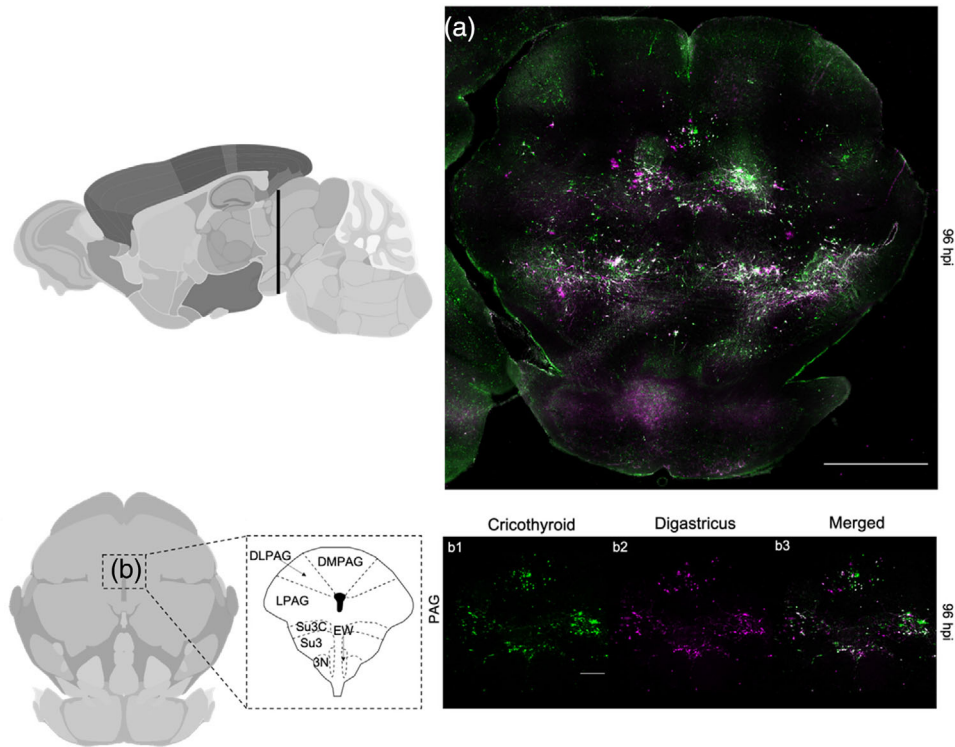 (a)
96 hpi
(b)
DLPAG
DMPAG
LPAG
Su3C
EW
Su3
3N
Cricothyroid
Digastricus
Merged
b1
b2
b3
PAG
96 hpi